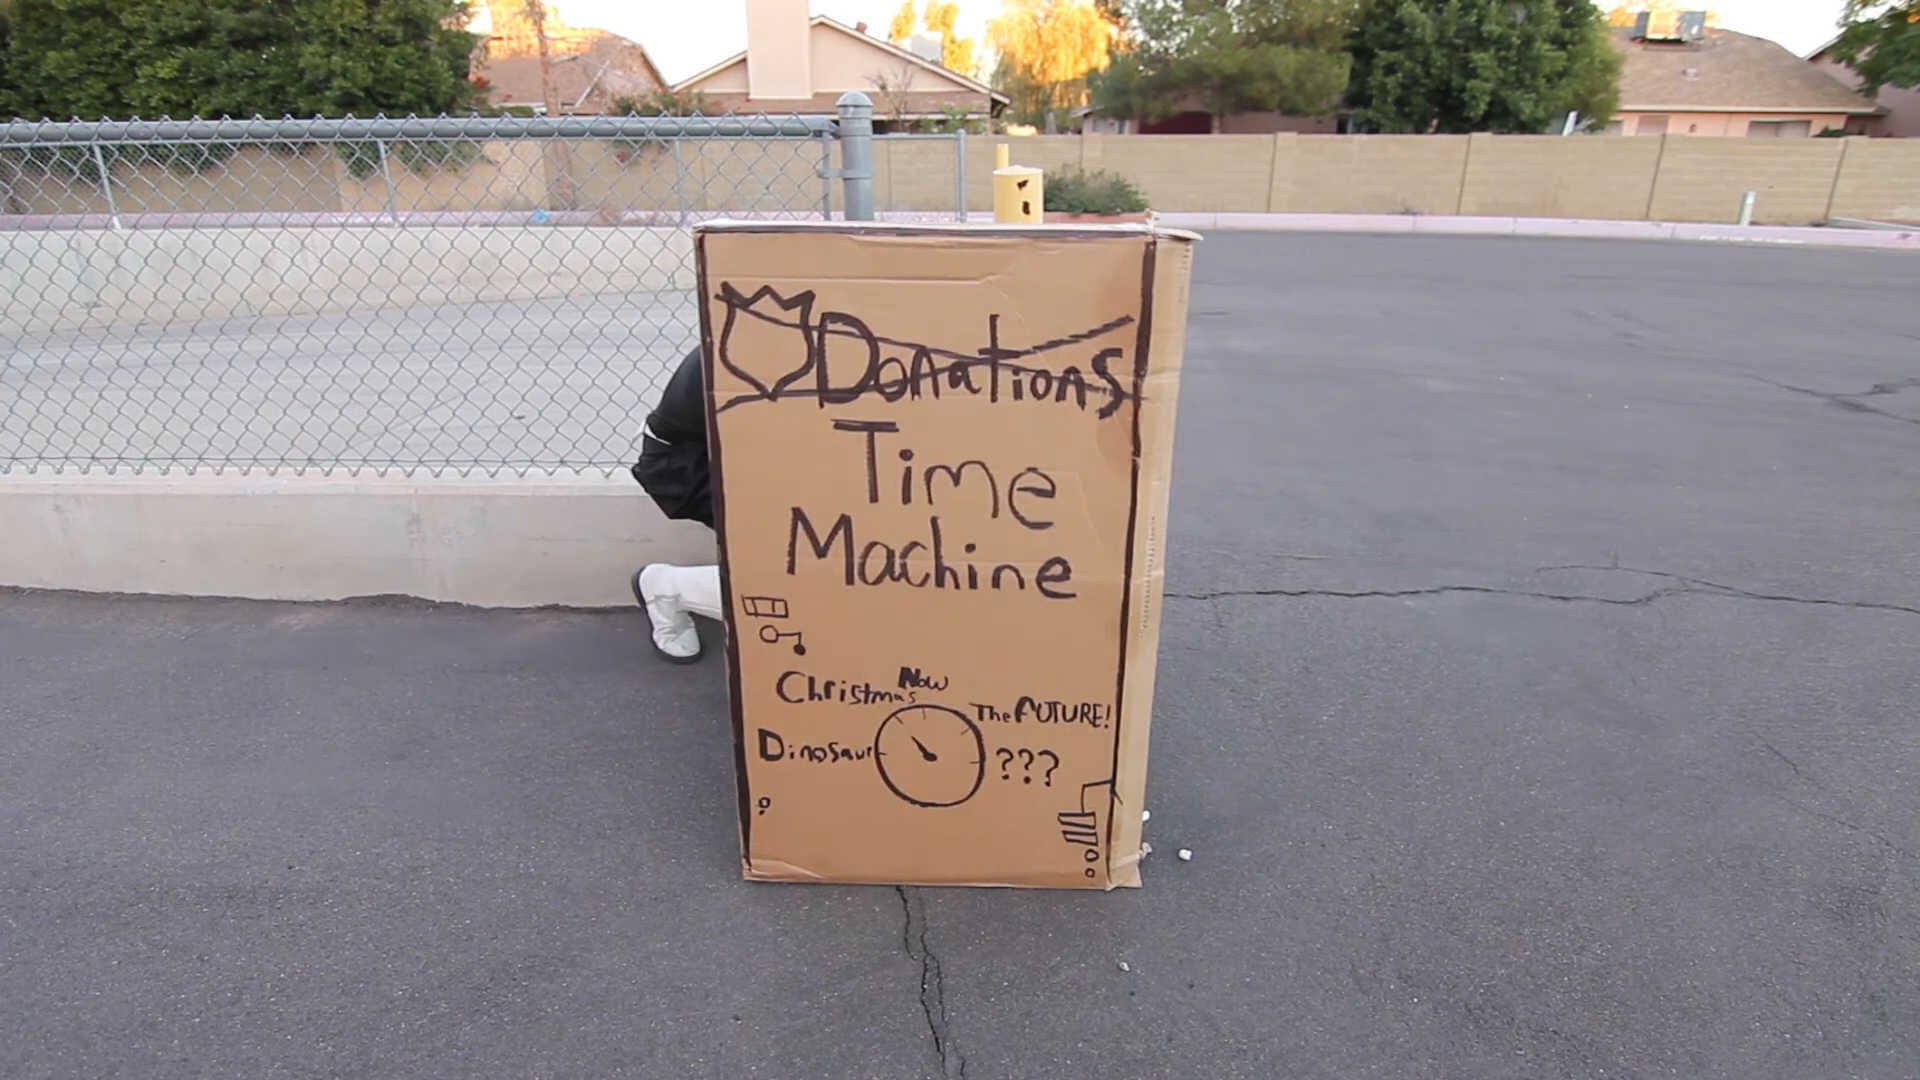 Donations
Time
Machine
Now
Christmas
The FUTURE!
Dinosaur
???